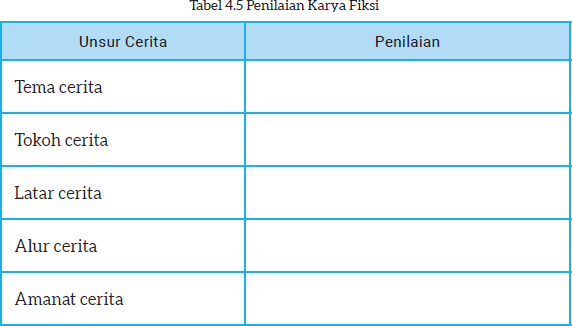 Tabel 4.5 Penilaian Karya Fiksi
Unsur Cerita Penilaian
Tema cerita
Tokoh cerita
Latar cerita
Alur cerita
Amanat cerita